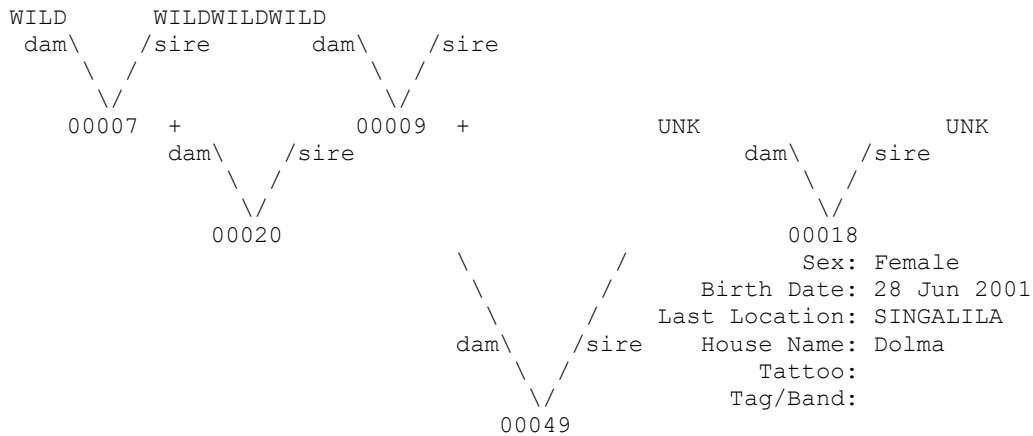 WILD WILDWILDWILD
dam\ /sire dam\ /sire
\ / \ /
\/ \/
00007 + 00009 + UNK UNK
dam\ /sire dam\ /sire
\ / \ /
\/ \/
00020 00018
\ / Sex: Female
\ / Birth Date: 28 Jun 2001
\ / Last Location: SINGALILA
dam\ /sire House Name: Dolma
\ / Tattoo:
\/ Tag/Band:
00049